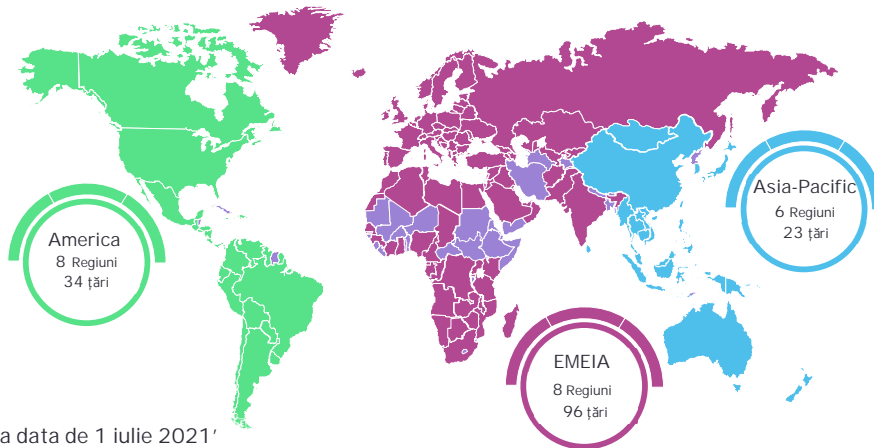 America
8 Regiuni
34 țări
Asia-Pacific
6 Regiuni
23 țări
EMEIA
8 Regiuni
96 țări
a data de 1 iulie 2021’